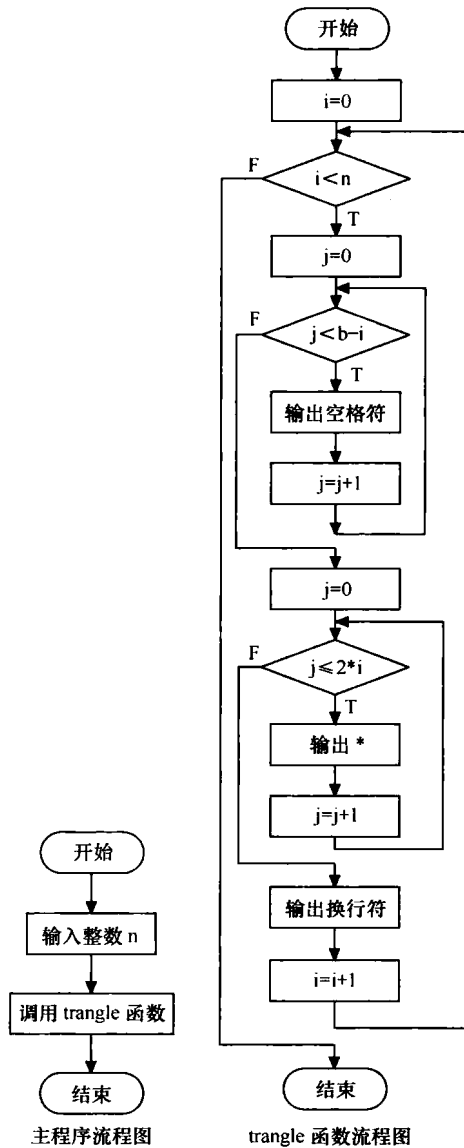 开始
i=0
F
i<n
T
j=0
F
j<b-i
T
输出空格符
j=j+1
j=0
F
j≤2*i
T
输出 *
j=j+1
输出换行符
i=i+1
结束
trangle 函数流程图
开始
输入整数 n
调用 trangle 函数
结束
主程序流程图